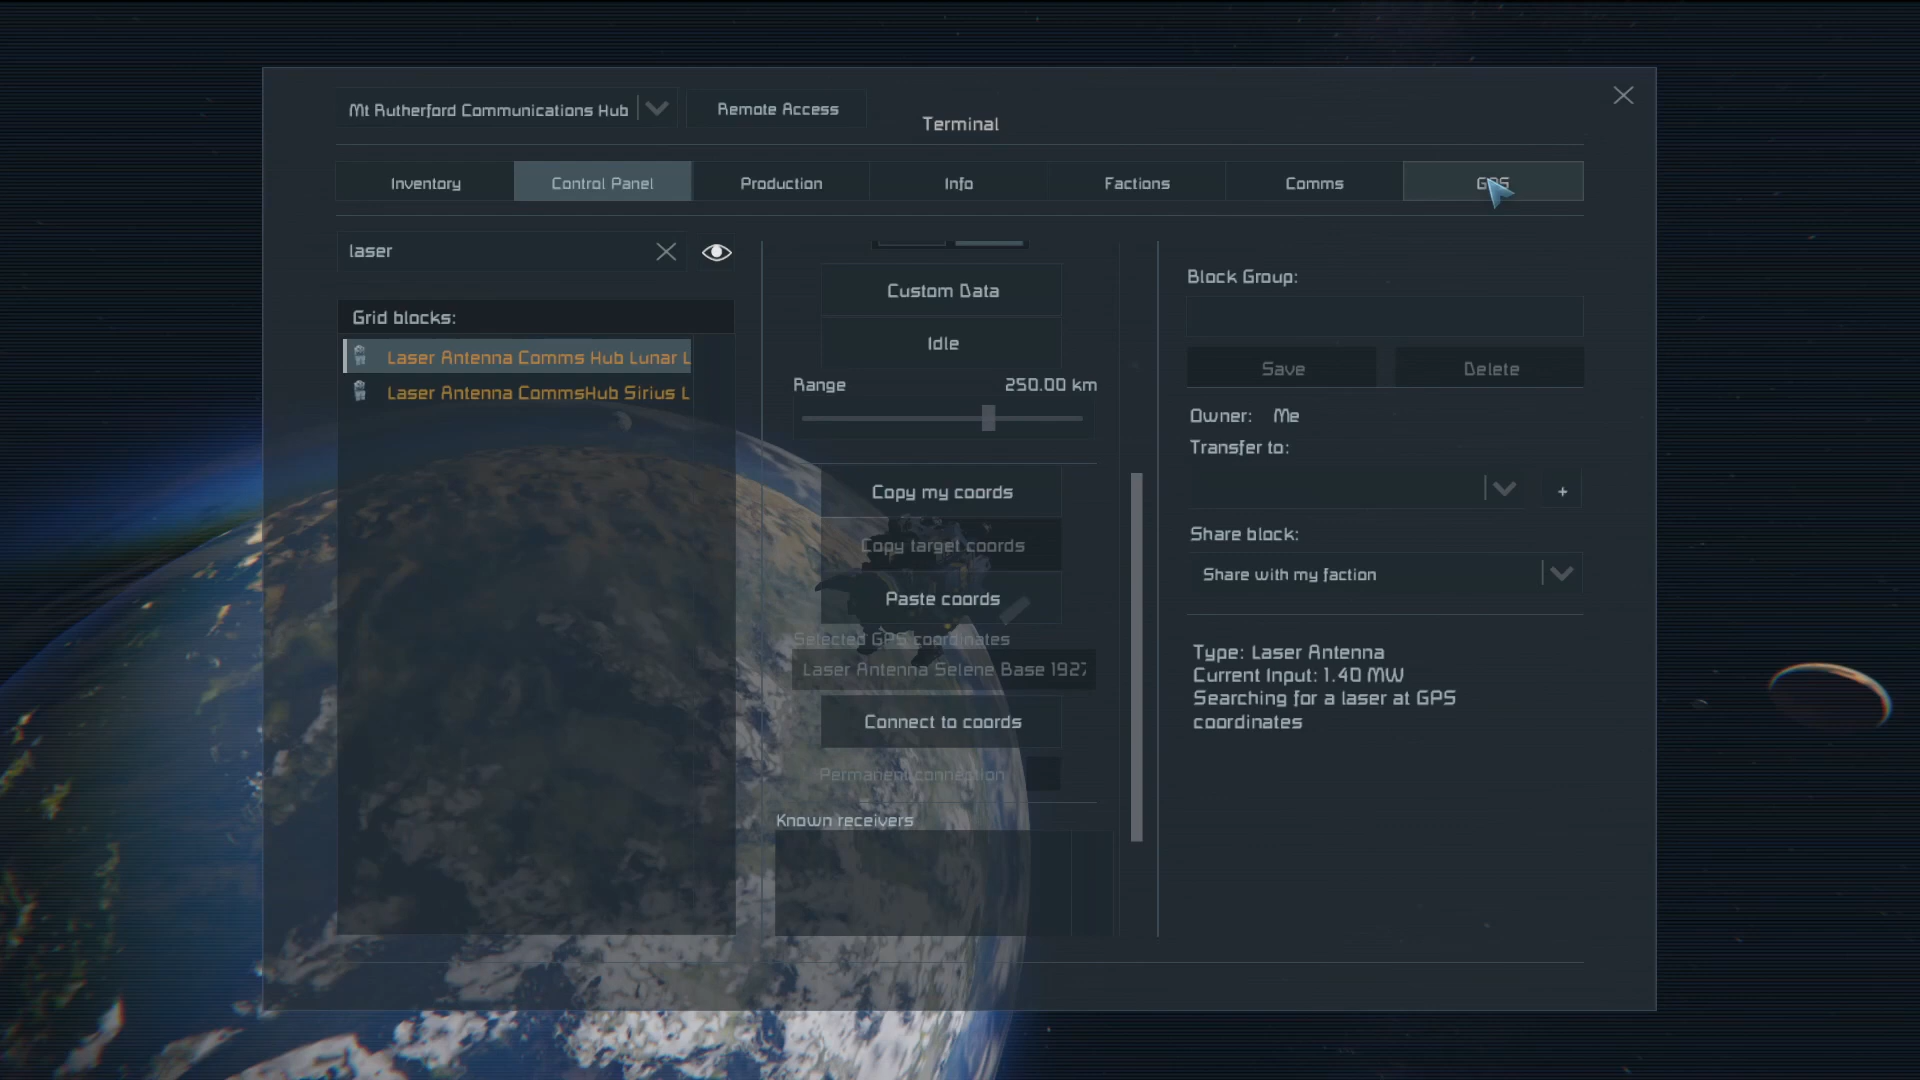 Mt Rutherford Communications Hub
Remote Access
Terminal
Inventory
Control Panel
Production
Info
Factions
Comms
GPS
laser
Grid blocks:
Laser Antenna Comms Hub Lunar L
Laser Antenna CommsHub Sirius L
Custom Data
Idle
Range 250.00 km
Copy my coords
Copy target coords
Paste coords
Selected GPS coordinates
Laser Antenna Selene Base 1927
Connect to coords
Permanent connection
Known receivers
Block Group:
Save
Delete
Owner: Me
Transfer to:
+
Share block:
Share with my faction
Type: Laser Antenna
Current Input: 1.40 MW
Searching for a laser at GPS
coordinates